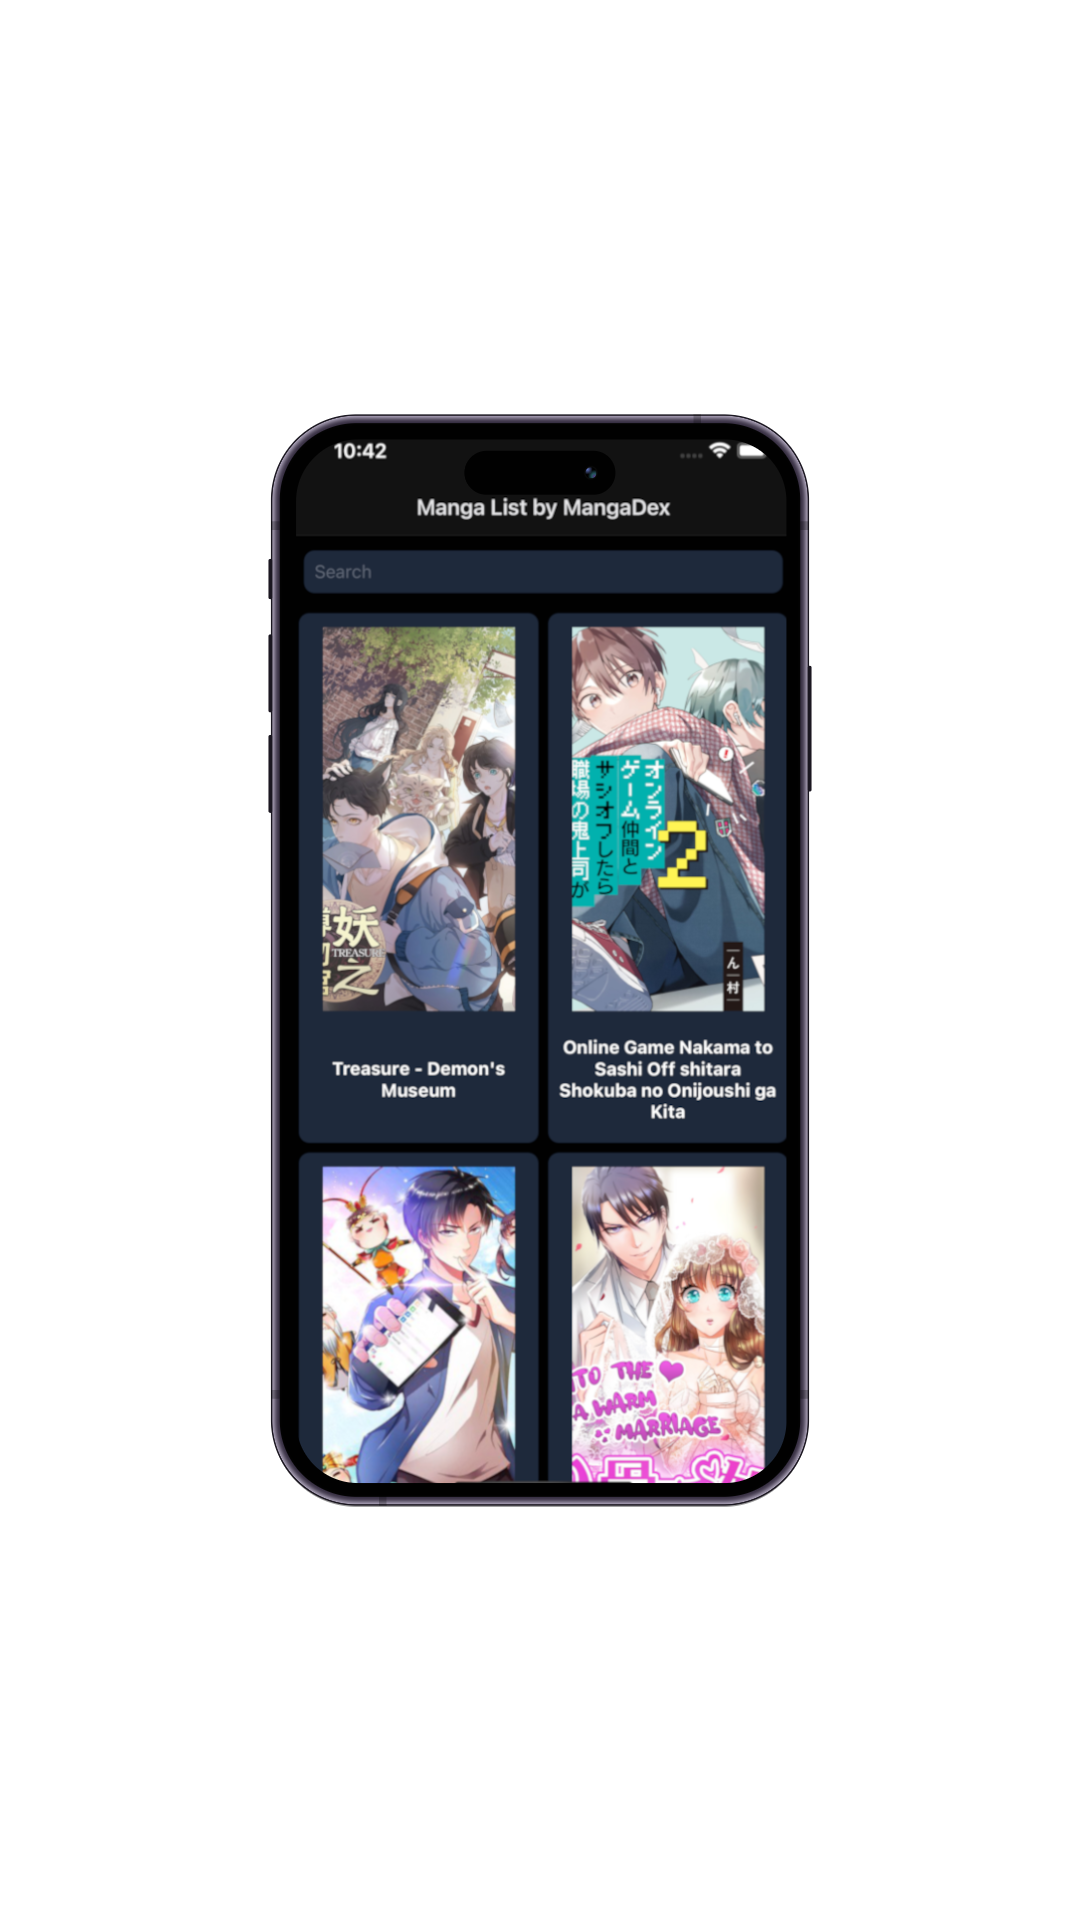 10:42
Manga List by MangaDex
Search
妖
TREASURE
之
オンライン
ゲーム仲間と
サシオフしたら
職場の鬼上司が
2
ん
村
Treasure - Demon's
Museum
Online Game Nakama to
Sashi Off shitara
Shokuba no Onijoushi ga
Kita
TO THE
A WARM
MARRIAGE